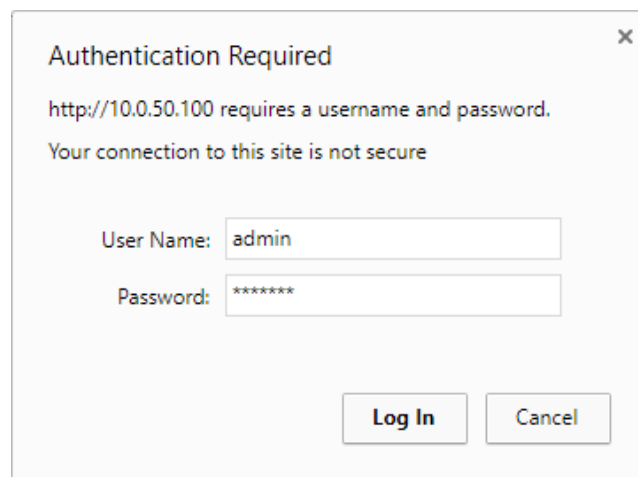 Authentication Required
http://10.0.50.100 requires a username and password.
Your connection to this site is not secure
User Name: admin
Password: *******
Log In Cancel